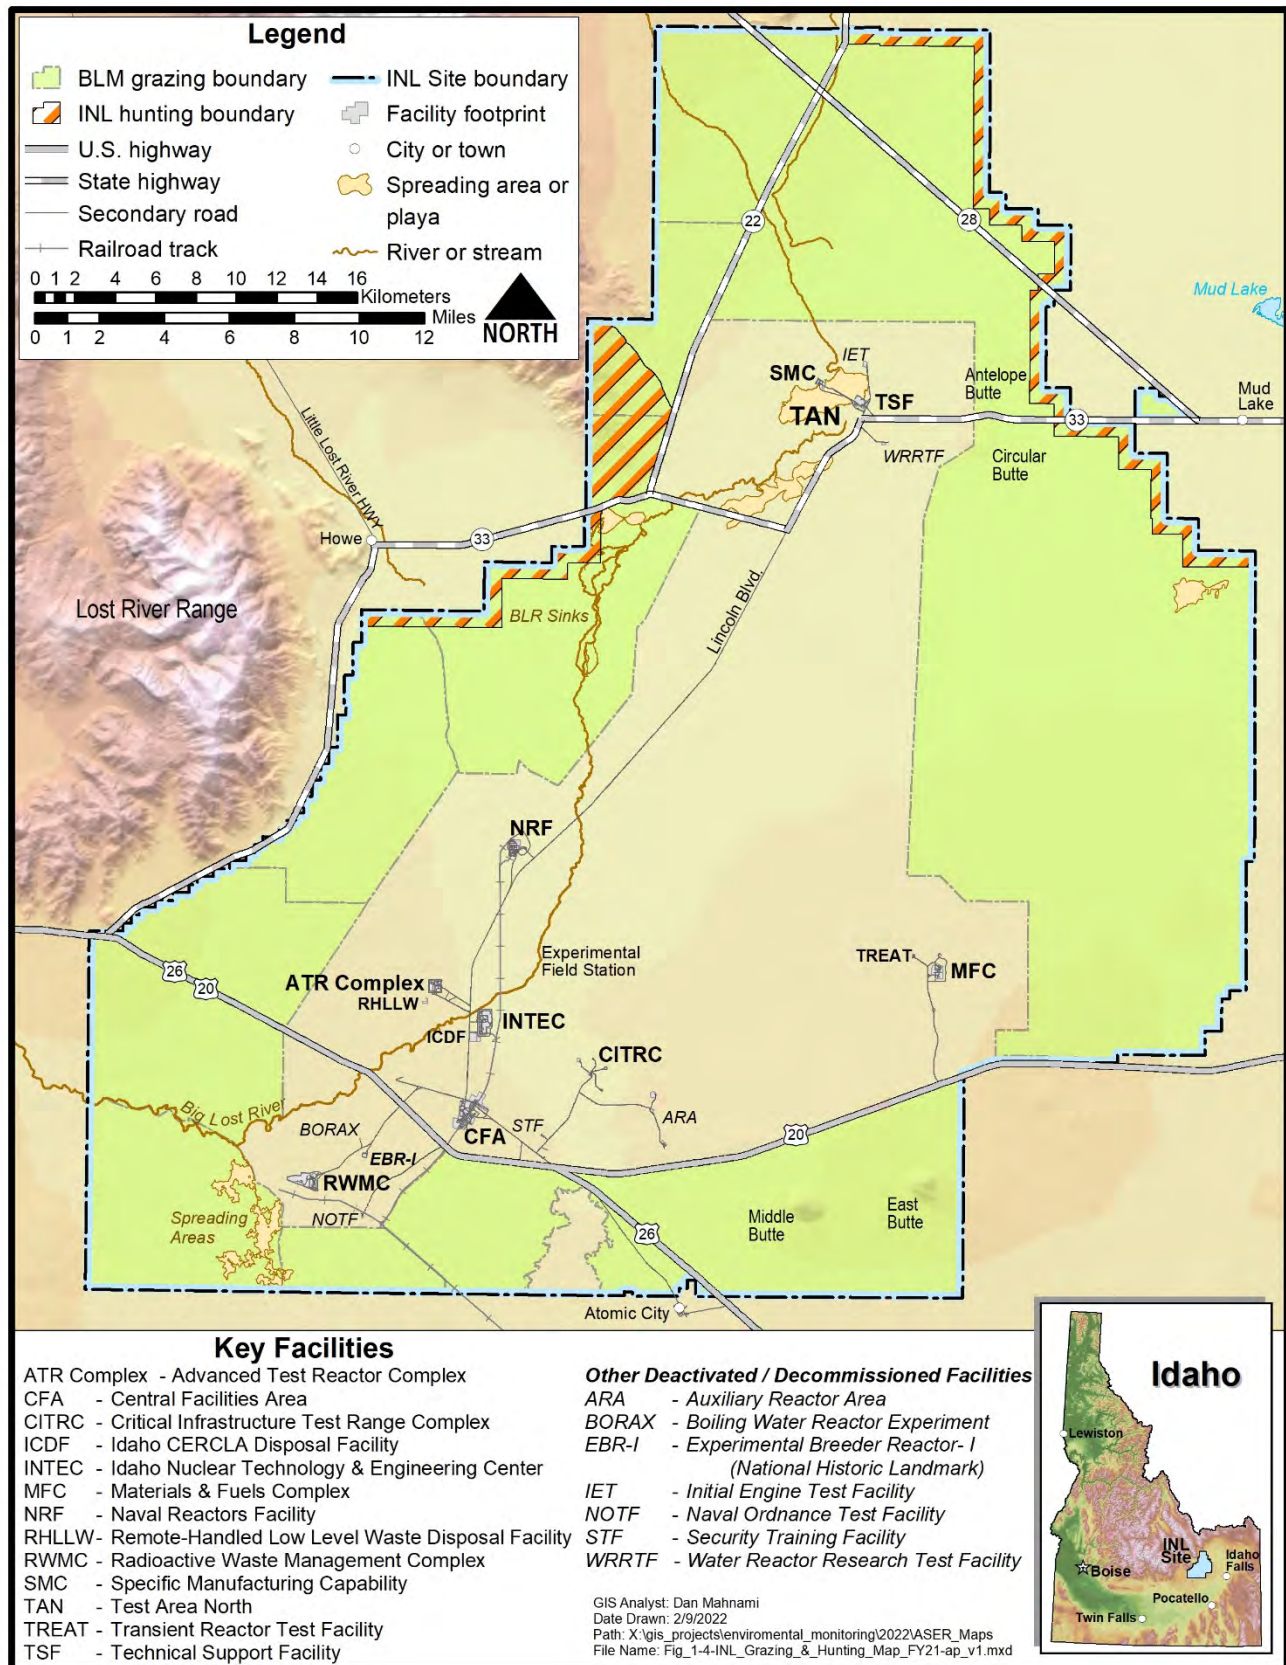 Legend
BLM grazing boundary
INL hunting boundary
U.S. highway
State highway
Secondary road
Railroad track
INL Site boundary
Facility footprint
City or town
Spreading area or
playa
River or stream
0 1 2 4 6 8 10 12 14 16
Kilometers
Miles
0 1 2 4 6 8 10 12
NORTH
22
28
Mud Lake
IET
SMC
TSF
TAN
Antelope
Butte
Mud
Lake
33
WRRTF
Circular
Butte
Little Lost River HWY
Howe
33
Lost River Range
BLR Sinks
Lincoln Blvd.
NRF
Experimental
Field Station
TREAT
MFC
26
20
ATR Complex
RHLLW
INTEC
ICDF
CITRC
Big Lost River
BORAX
STF
ARA
CFA
EBR-I
20
RWMC
NOTF
Spreading
Areas
Middle
Butte
East
Butte
26
Atomic City
Key Facilities
ATR Complex - Advanced Test Reactor Complex
CFA - Central Facilities Area
CITRC - Critical Infrastructure Test Range Complex
ICDF - Idaho CERCLA Disposal Facility
INTEC - Idaho Nuclear Technology & Engineering Center
MFC - Materials & Fuels Complex
NRF - Naval Reactors Facility
RHLLW - Remote-Handled Low Level Waste Disposal Facility
RWMC - Radioactive Waste Management Complex
SMC - Specific Manufacturing Capability
TAN - Test Area North
TREAT - Transient Reactor Test Facility
TSF - Technical Support Facility
Other Deactivated / Decommissioned Facilities
ARA - Auxiliary Reactor Area
BORAX - Boiling Water Reactor Experiment
EBR-I - Experimental Breeder Reactor- I
(National Historic Landmark)
IET - Initial Engine Test Facility
NOTF - Naval Ordnance Test Facility
STF - Security Training Facility
WRRTF - Water Reactor Research Test Facility
GIS Analyst: Dan Mahnami
Date Drawn: 2/9/2022
Path: X:\gis_projects\enviromental_monitoring\2022\ASER_Maps
File Name: Fig_1-4-INL_Grazing_&_Hunting_Map_FY21-ap_v1.mxd
Idaho
Lewiston
INL
Site
Idaho
Falls
Boise
Pocatello
Twin Falls